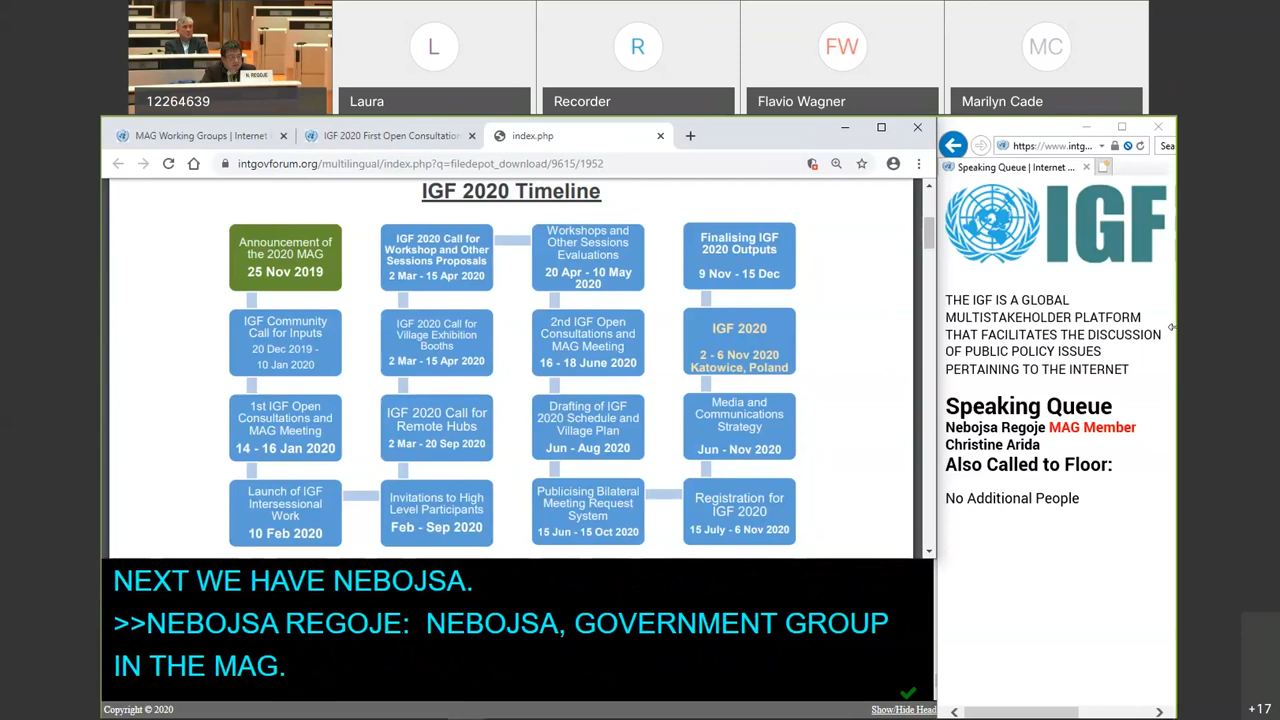 N. REGOJE
12264639
L
Laura
R
Recorder
FW
Flavio Wagner
MC
Marilyn Cade
MAG Working Groups | Internet
IGF 2020 First Open Consultation
index.php
intgovforum.org/multilingual/index.php?q=filedepot_download/9615/1952
IGF 2020 Timeline
Announcement of
the 2020 MAG
25 Nov 2019
IGF Community
Call for Inputs
20 Dec 2019 -
10 Jan 2020
1st IGF Open
Consultations and
MAG Meeting
14 - 16 Jan 2020
Launch of IGF
Intersessional
Work
10 Feb 2020
IGF 2020 Call for
Workshop and Other
Sessions Proposals
2 Mar - 15 Apr 2020
IGF 2020 Call for
Village Exhibition
Booths
2 Mar - 15 Apr 2020
IGF 2020 Call for
Remote Hubs
2 Mar - 20 Sep 2020
Invitations to High
Level Participants
Feb - Sep 2020
Workshops and
Other Sessions
Evaluations
20 Apr - 10 May
2020
2nd IGF Open
Consultations and
MAG Meeting
16 - 18 June 2020
Drafting of IGF
2020 Schedule and
Village Plan
Jun - Aug 2020
Publicising Bilateral
Meeting Request
System
15 Jun - 15 Oct 2020
Finalising IGF
2020 Outputs
9 Nov - 15 Dec
IGF 2020
2 - 6 Nov 2020
Katowice, Poland
Media and
Communications
Strategy
Jun - Nov 2020
Registration for
IGF 2020
15 July - 6 Nov 2020
NEXT WE HAVE NEBOJSA.
>>NEBOJSA REGOJE:  NEBOJSA, GOVERNMENT GROUP
IN THE MAG.
Copyright © 2020
Show/Hide Head
https://www.intg...
Sea
Speaking Queue | Internet ...
IGF
THE IGF IS A GLOBAL
MULTISTAKEHOLDER PLATFORM
THAT FACILITATES THE DISCUSSION
OF PUBLIC POLICY ISSUES
PERTAINING TO THE INTERNET
Speaking Queue
Nebojsa Regoje MAG Member
Christine Arida
Also Called to Floor:
No Additional People
+17